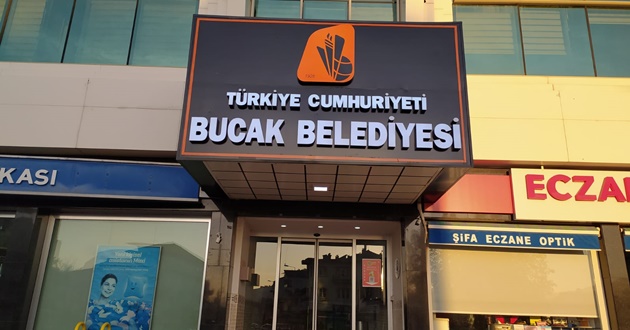 TÜRKİYE CUMHURİYETİ
BUCAK BELEDİYESİ
KASI
ECZA
ŞİFA ECZANE OPTİK